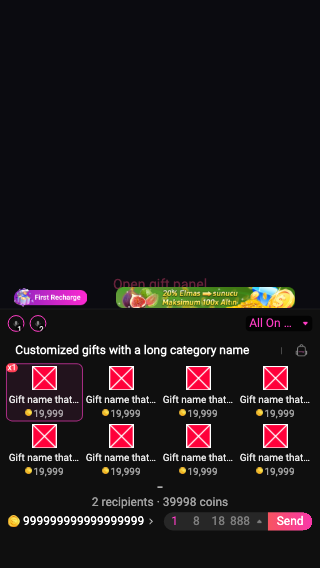 Open gift panel
First Recharge
20% Elmas ➡ sunucu
Maksimum 100x Altın
1 2 All On ...
Customized gifts with a long category name
x1
Gift name that... Gift name that... Gift name that... Gift name that...
19,999 19,999 19,999 19,999
Gift name that... Gift name that... Gift name that... Gift name that...
19,999 19,999 19,999 19,999
2 recipients · 39998 coins
999999999999999999 > 1 8 18 888 Send